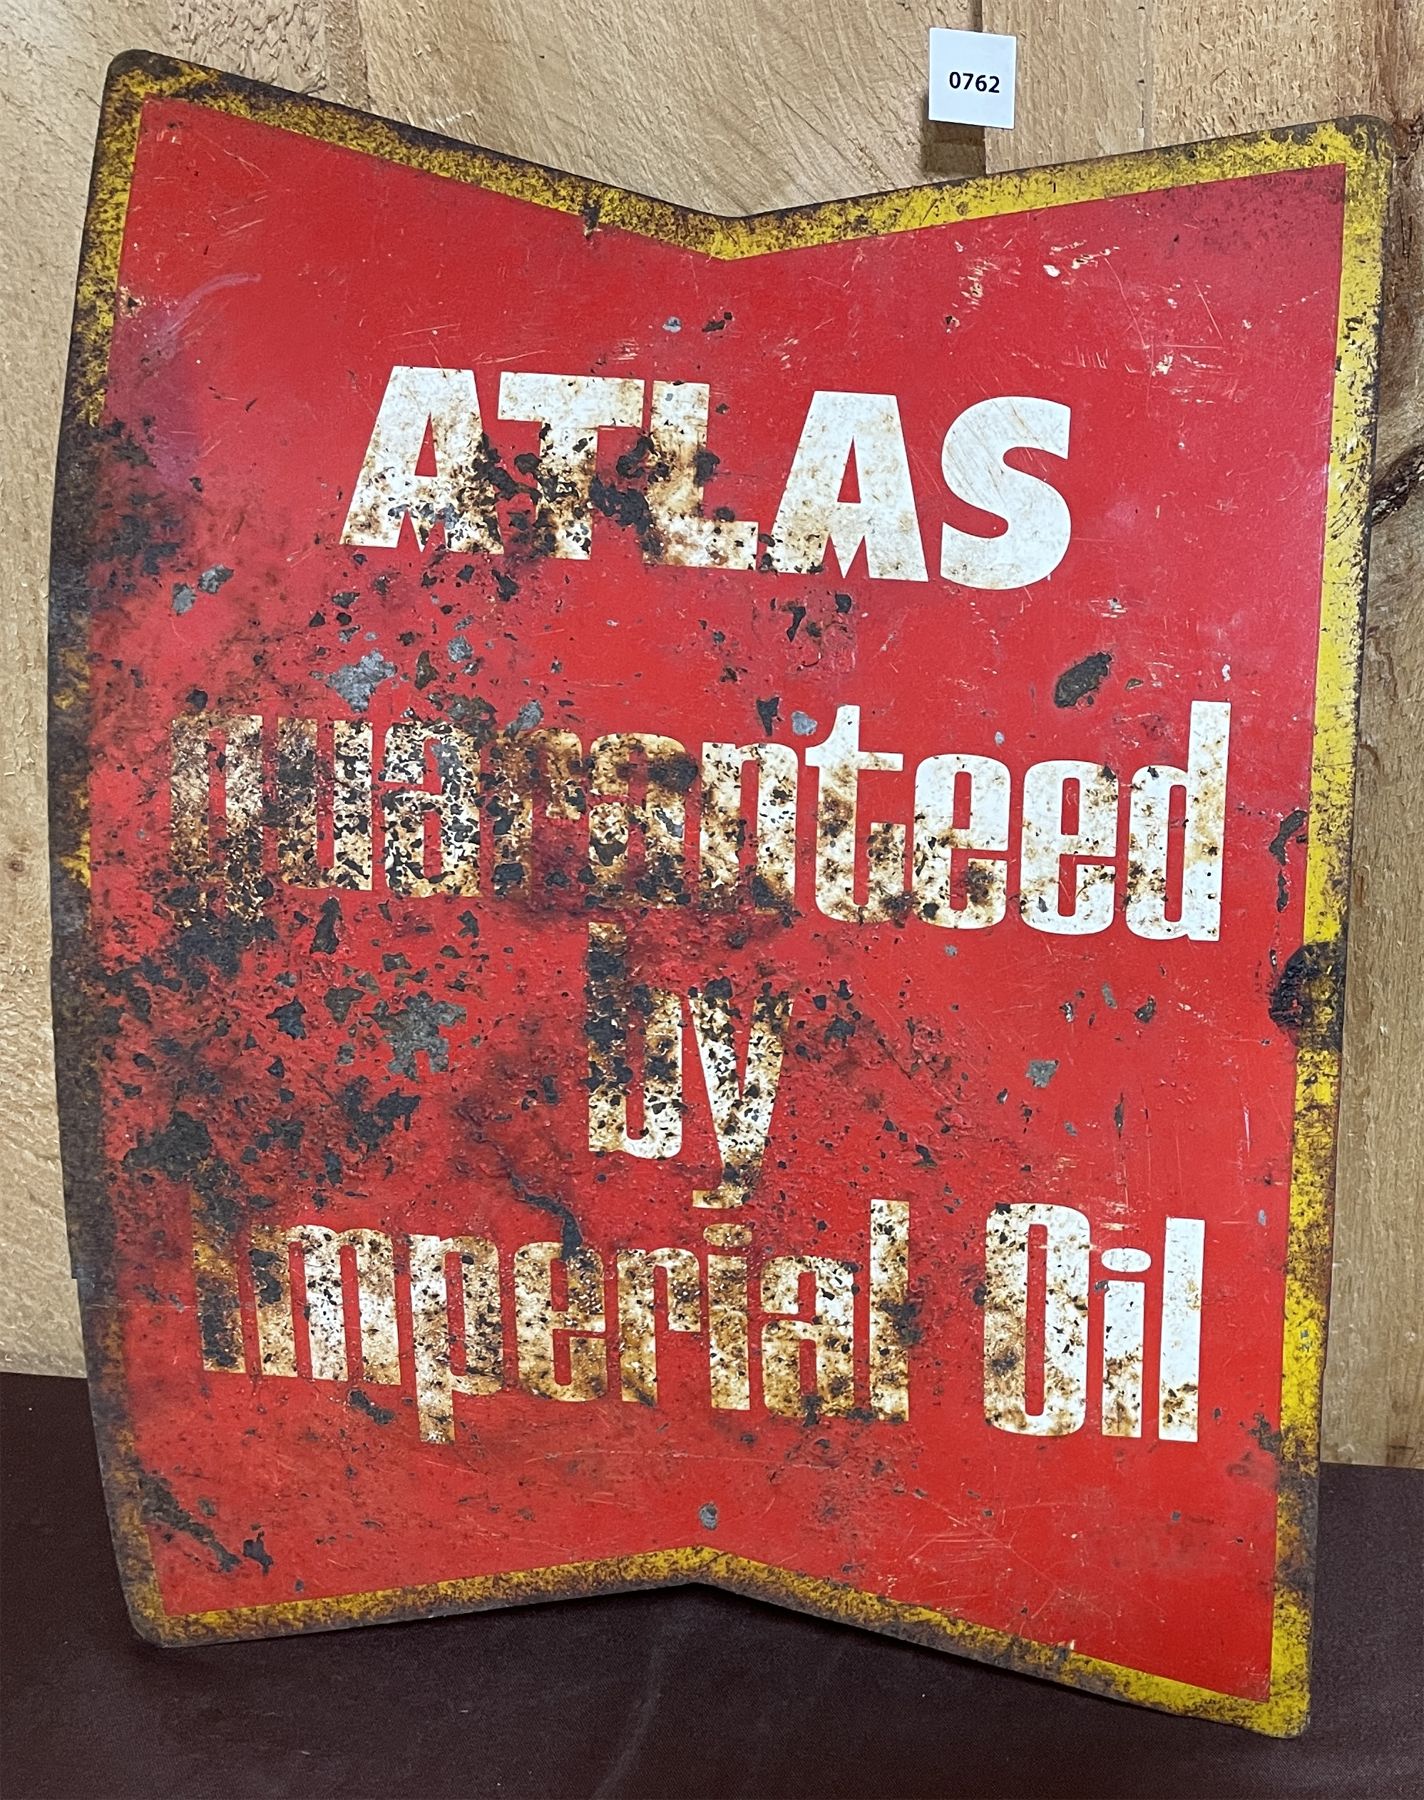 0762
ATLAS
guaranteed
by
Imperial Oil